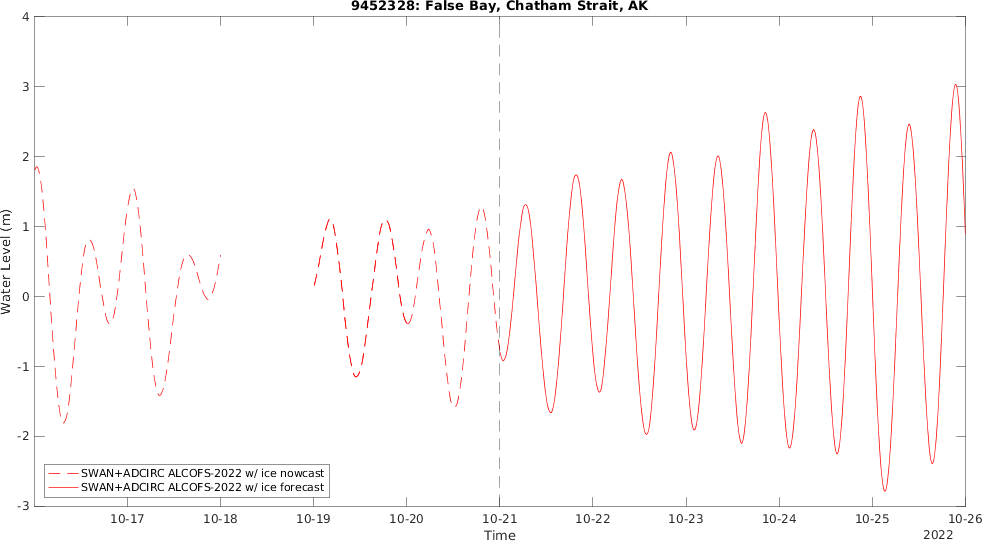 9452328: False Bay, Chatham Strait, AK
4
3
2
1
0
-1
-2
-3
Water Level (m)
SWAN+ADCIRC ALCOFS-2022 w/ ice nowcast
SWAN+ADCIRC ALCOFS-2022 w/ ice forecast
10-17 10-18 10-19 10-20 10-21 10-22 10-23 10-24 10-25 10-26
Time
2022